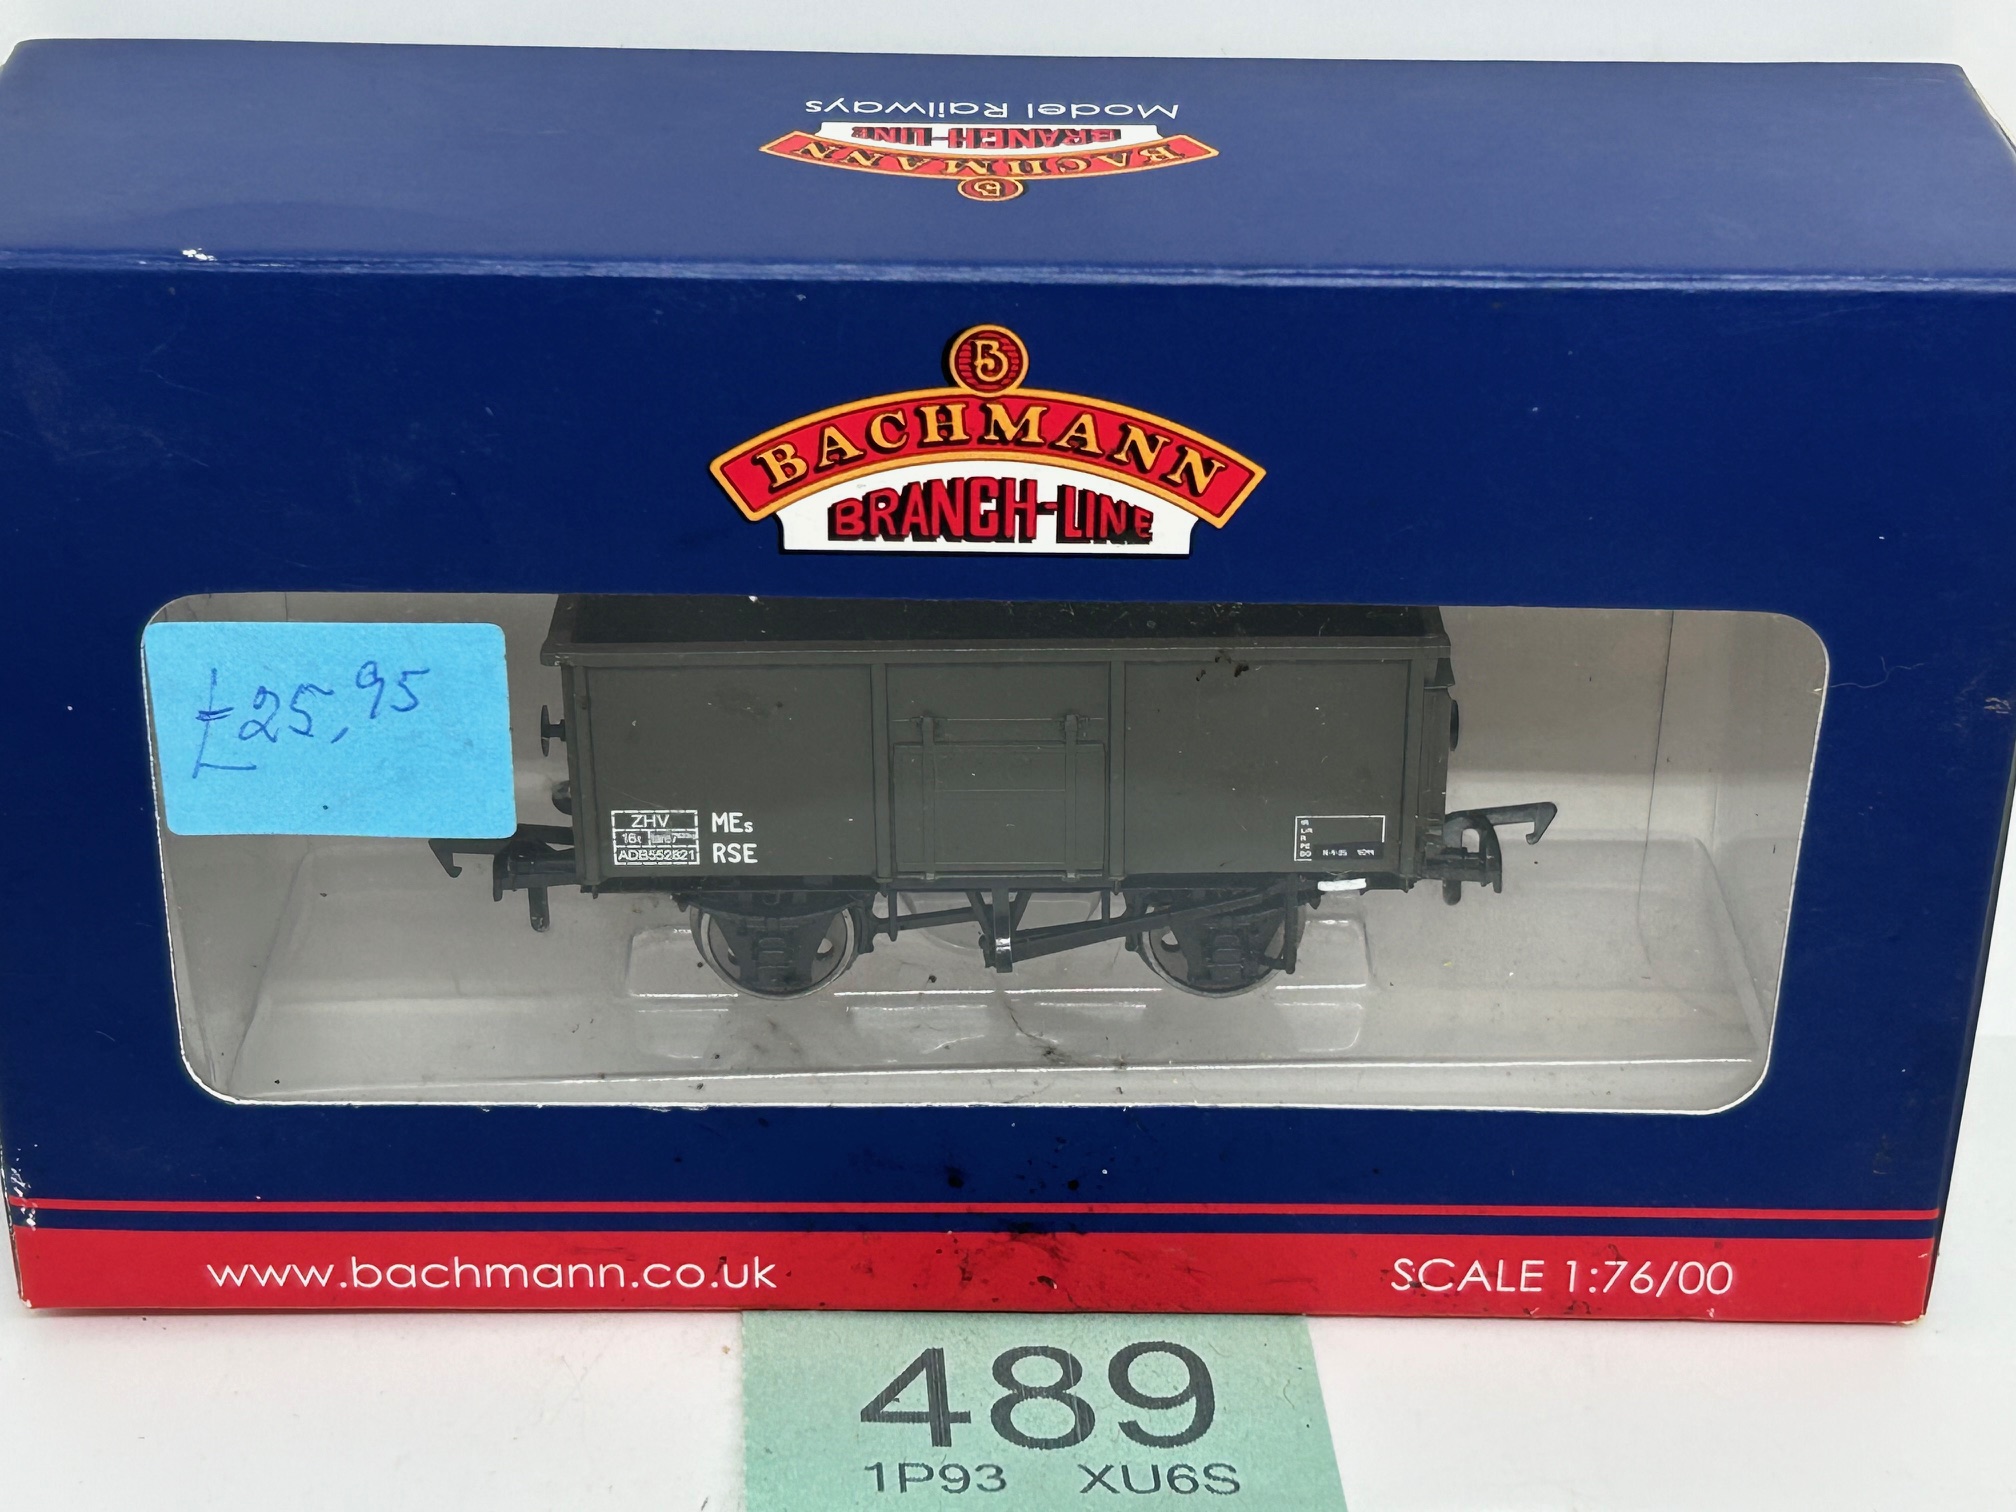 Model Railways
BRANCH-LINE
BACHMANN
B
B
BACHMANN
BRANCH-LINE
£25.95
ZHV MEs
16t
ADB552821 RSE
www.bachmann.co.uk SCALE 1:76/00
489
1P93 XU6S